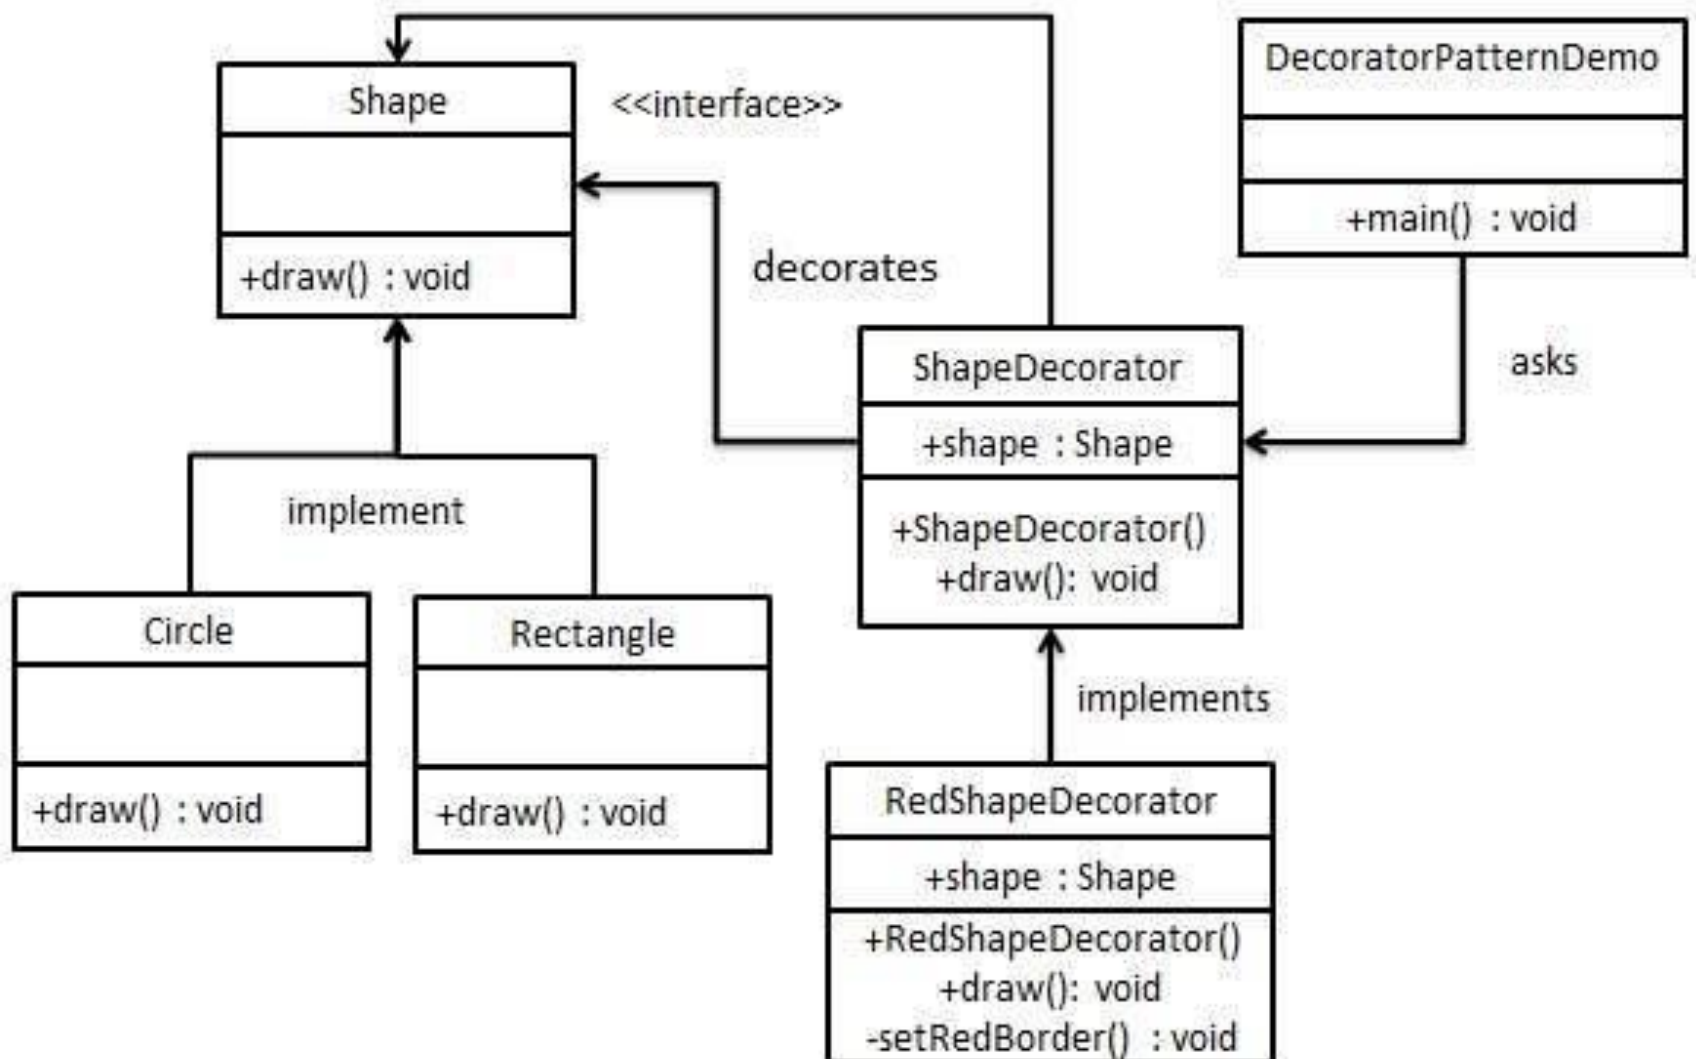 DecoratorPatternDemo
+main() : void
Shape
<<interface>>
+draw() : void
decorates
asks
ShapeDecorator
+shape : Shape
+ShapeDecorator()
+draw(): void
implement
Circle
+draw() : void
Rectangle
+draw() : void
implements
RedShapeDecorator
+shape : Shape
+RedShapeDecorator()
+draw(): void
-setRedBorder() : void